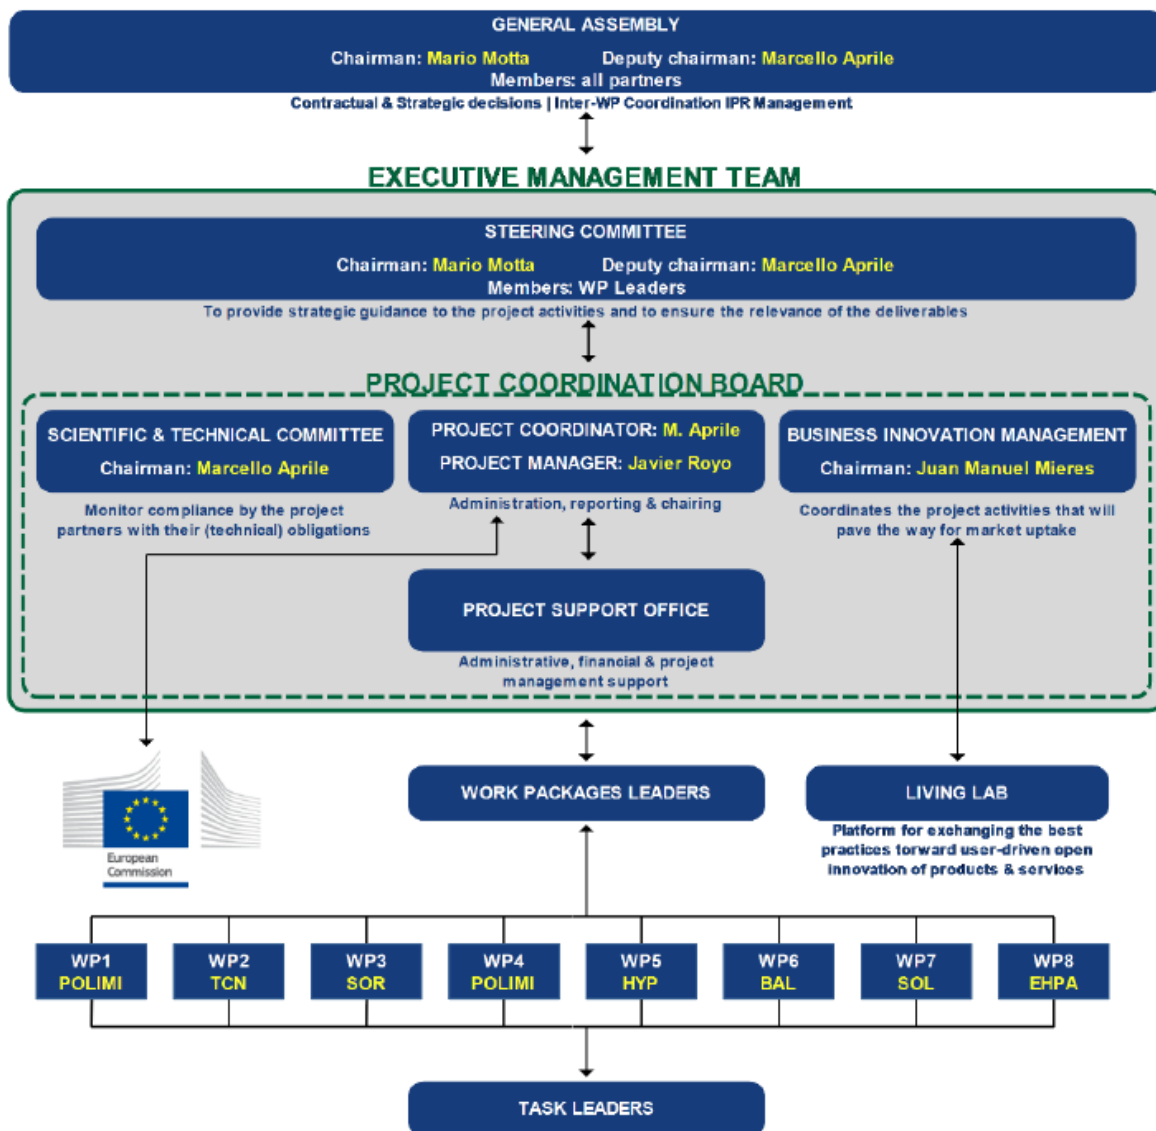 GENERAL ASSEMBLY
Chairman: Mario Motta Deputy chairman: Marcello Aprile
Members: all partners
Contractual & Strategic decisions | Inter-WP Coordination IPR Management
EXECUTIVE MANAGEMENT TEAM
STEERING COMMITTEE
Chairman: Mario Motta Deputy chairman: Marcello Aprile
Members: WP Leaders
To provide strategic guidance to the project activities and to ensure the relevance of the deliverables
PROJECT COORDINATION BOARD
SCIENTIFIC & TECHNICAL COMMITTEE
Chairman: Marcello Aprile
Monitor compliance by the project
partners with their (technical) obligations
PROJECT COORDINATOR: M. Aprile
PROJECT MANAGER: Javier Royo
Administration, reporting & chairing
BUSINESS INNOVATION MANAGEMENT
Chairman: Juan Manuel Mieres
Coordinates the project activities that will
pave the way for market uptake
PROJECT SUPPORT OFFICE
Administrative, financial & project
management support
European
Commission
WORK PACKAGES LEADERS
LIVING LAB
Platform for exchanging the best
practices forward user-driven open
innovation of products & services
WP1
POLIMI
WP2
TCN
WP3
SOR
WP4
POLIMI
WP5
HYP
WP6
BAL
WP7
SOL
WP8
EHPA
TASK LEADERS